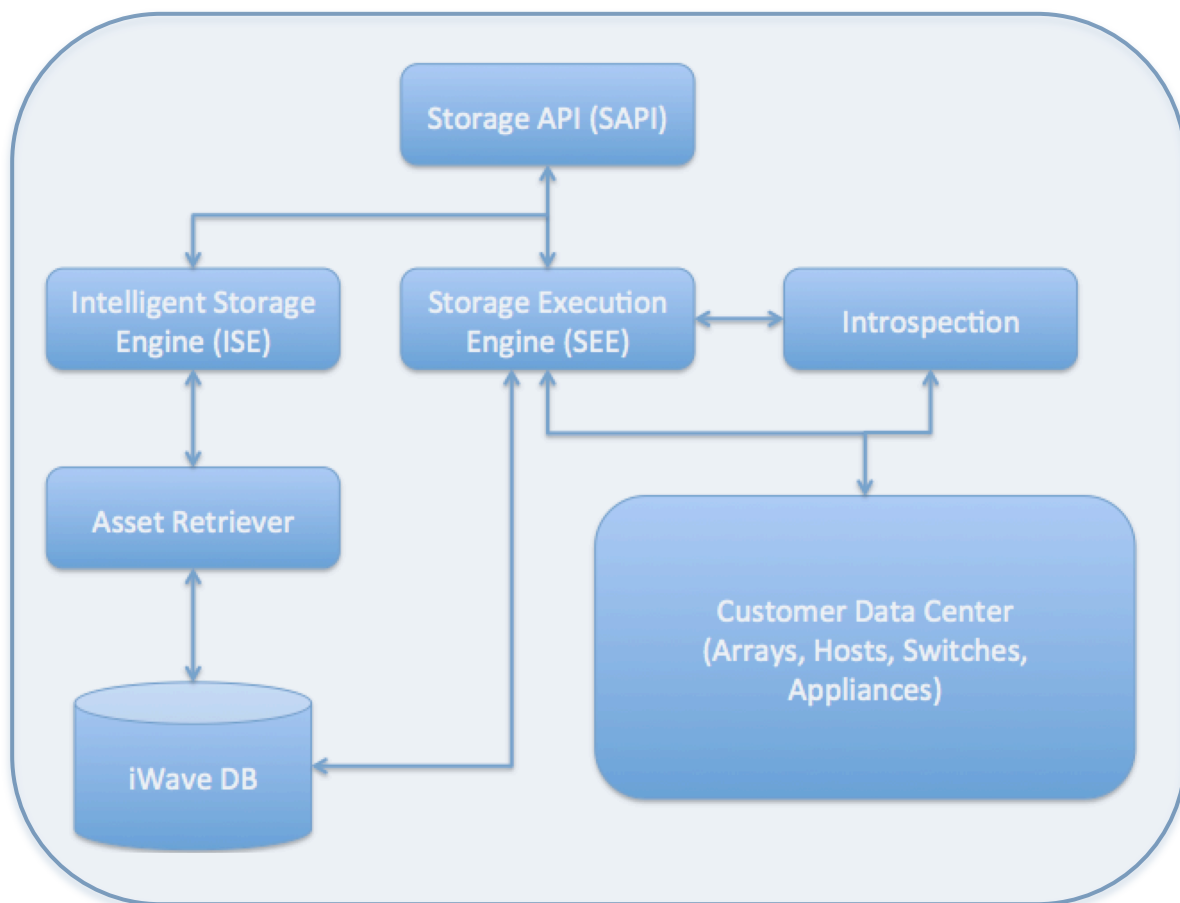 Storage API (SAPI)
Intelligent Storage
Engine (ISE)
Storage Execution
Engine (SEE)
Introspection
Asset Retriever
Customer Data Center
(Arrays, Hosts, Switches,
Appliances)
iWave DB